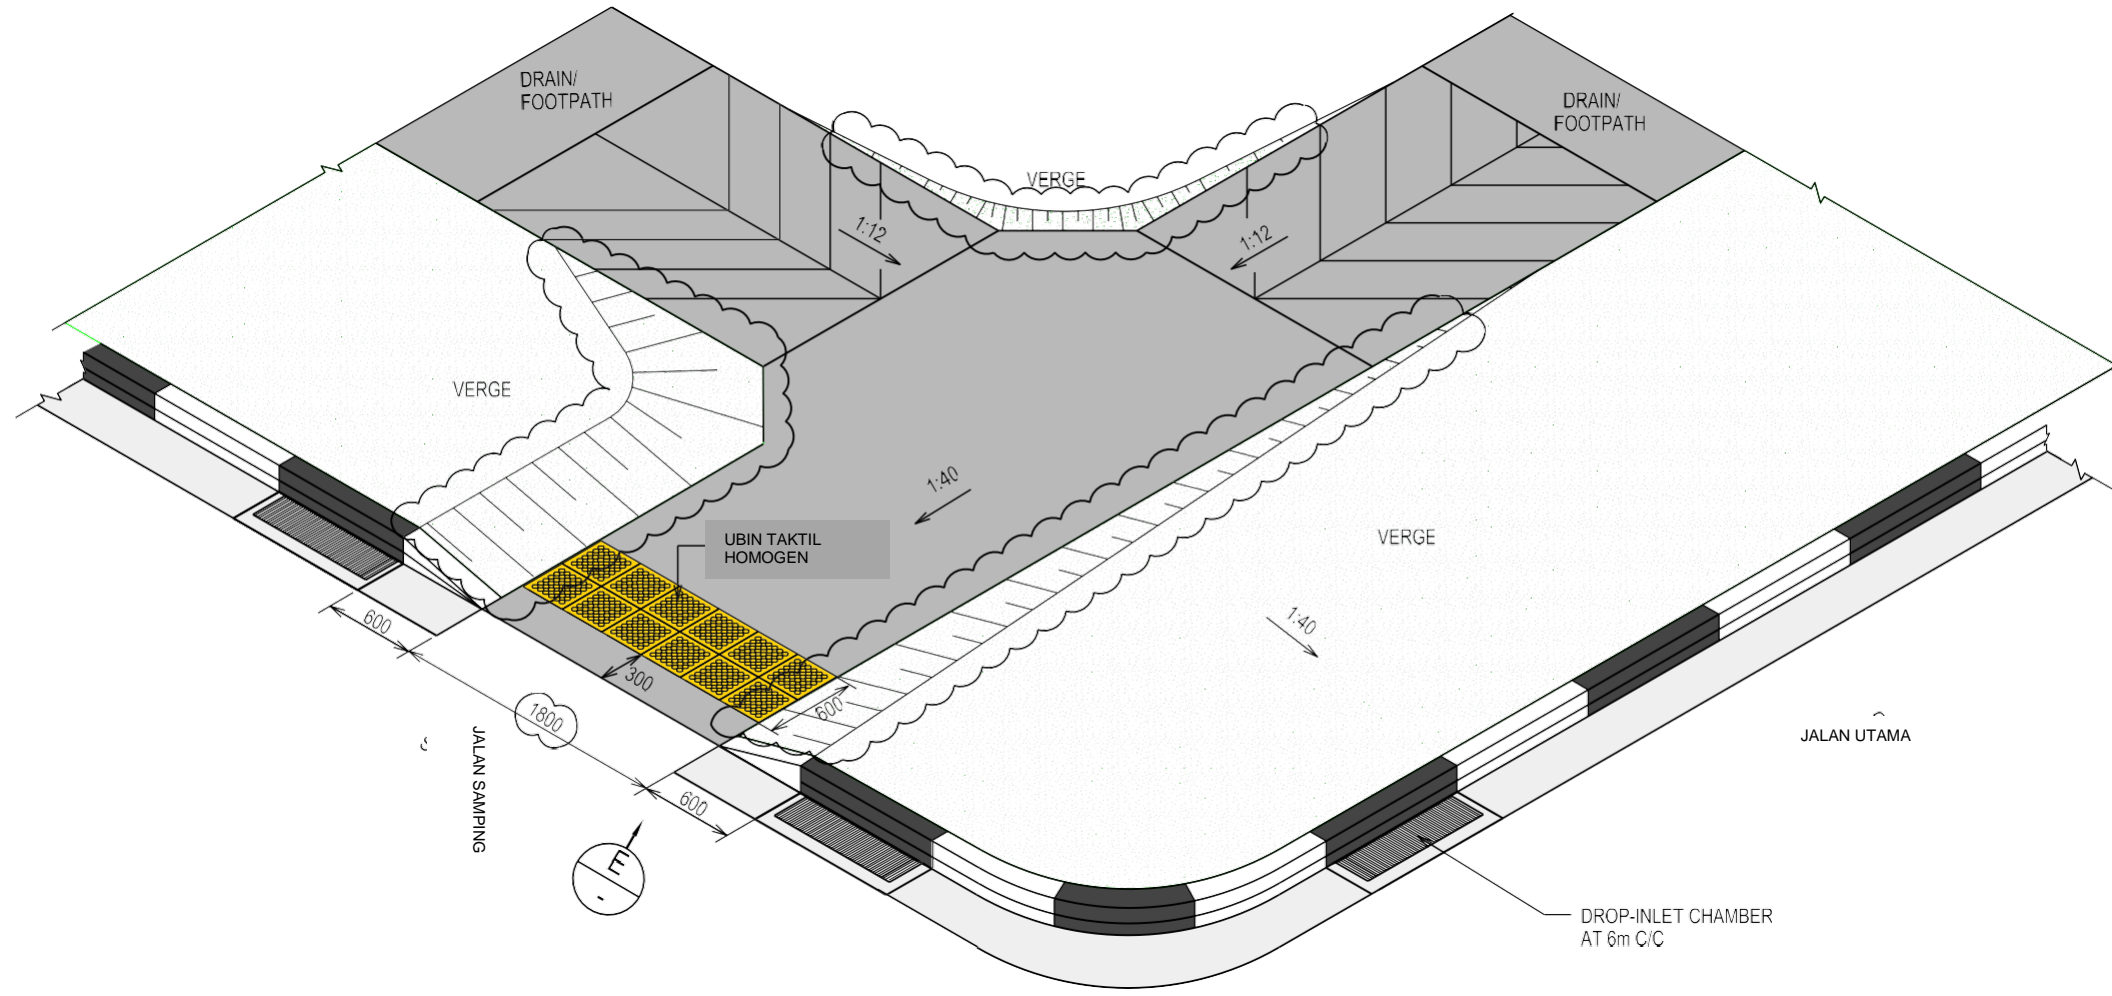 DRAIN/
FOOTPATH
DRAIN/
FOOTPATH
VERGE
1:12
1:12
VERGE
1:40
UBIN TAKTIL
HOMOGEN
VERGE
1:40
600
300
600
1800
JALAN SAMPING
JALAN UTAMA
600
E
-
DROP-INLET CHAMBER
AT 6m C/C